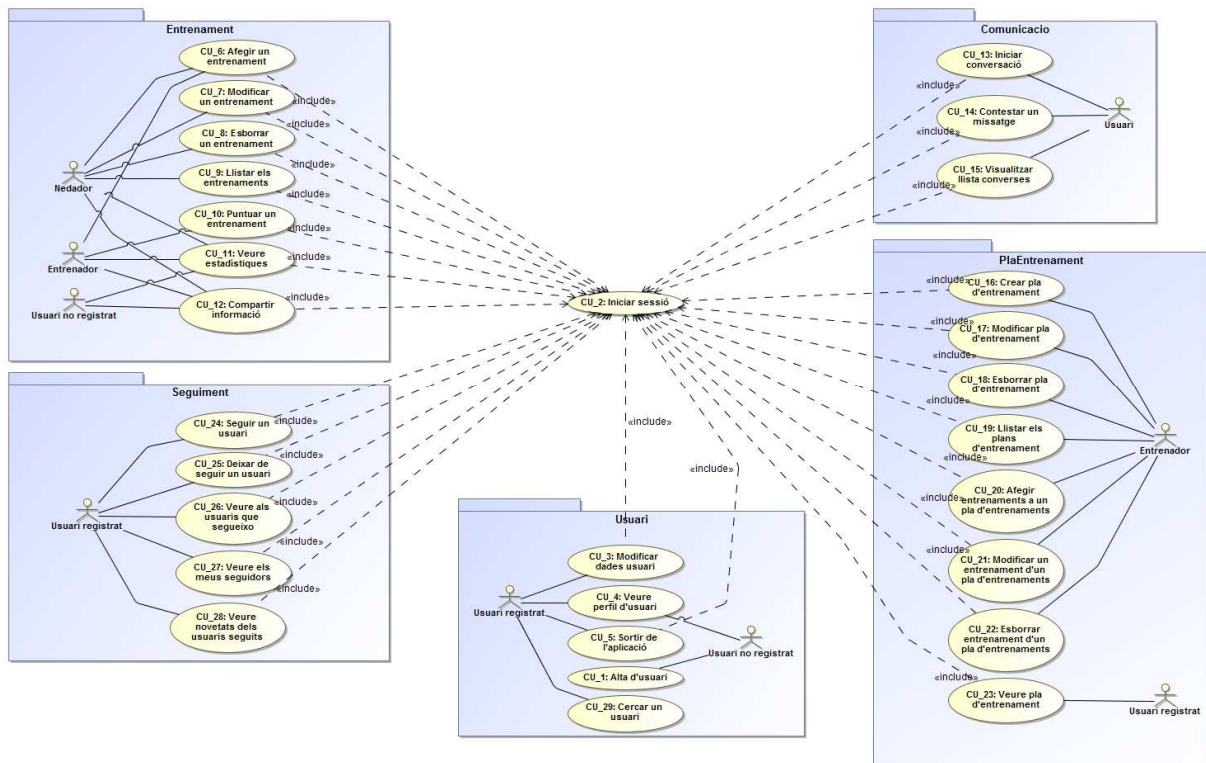 Entrenament
CU_6: Afegir un
entrenament
CU_7: Modificar
un entrenament
«include»
CU_8: Esborrar
un entrenament
«include»
CU_9: Llistar els
entrenaments
«include»
CU_10: Puntuar un
entrenament
«include»
CU_11: Veure
estadístiques
«include»
CU_12: Compartir
informació
«include»
«include»
Nedador
Entrenador
Usuari no registrat
Comunicacio
CU_13: Iniciar
conversació
«include»
CU_14: Contestar un
missatge
«include»
CU_15: Visualitzar
llista converses
«include»
Usuari
CU_2: Iniciar sessió
PlaEntrenament
CU_16: Crear pla
d'entrenament
«include»
CU_17: Modificar pla
d'entrenament
«include»
CU_18: Esborrar pla
d'entrenament
«include»
CU_19: Llistar els
plans
d'entrenament
«include»
CU_20: Afegir
entrenaments a un
pla d'entrenaments
«include»
CU_21: Modificar un
entrenament d'un
pla d'entrenaments
«include»
CU_22: Esborrar
entrenament d'un
pla d'entrenaments
«include»
CU_23: Veure pla
d'entrenament
«include»
Entrenador
Usuari registrat
Seguiment
CU_24: Seguir un
usuari
«include»
CU_25: Deixar de
seguir un usuari
«include»
CU_26: Veure als
usuaris que
segueixo
«include»
CU_27: Veure els
meus seguidors
«include»
CU_28: Veure
novetats dels
usuaris seguits
«include»
Usuari registrat
«include»
«include»
Usuari
CU_3: Modificar
dades usuari
CU_4: Veure
perfil d'usuari
CU_5: Sortir de
l'aplicació
CU_1: Alta d'usuari
CU_29: Cercar un
usuari
Usuari registrat
Usuari no registrat